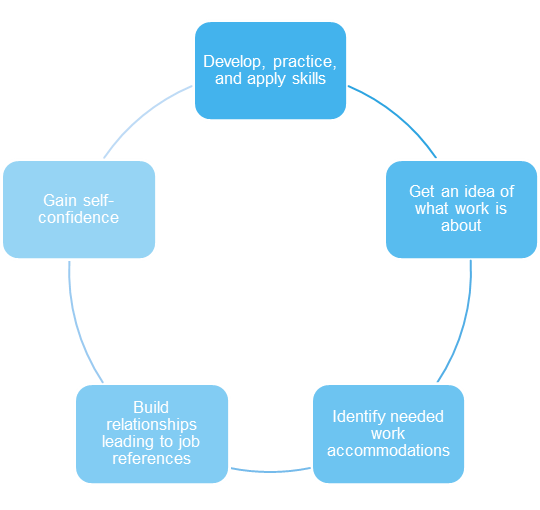 Develop, practice,
and apply skills
Get an idea of
what work is
about
Identify needed
work
accommodations
Build
relationships
leading to job
references
Gain self-
confidence